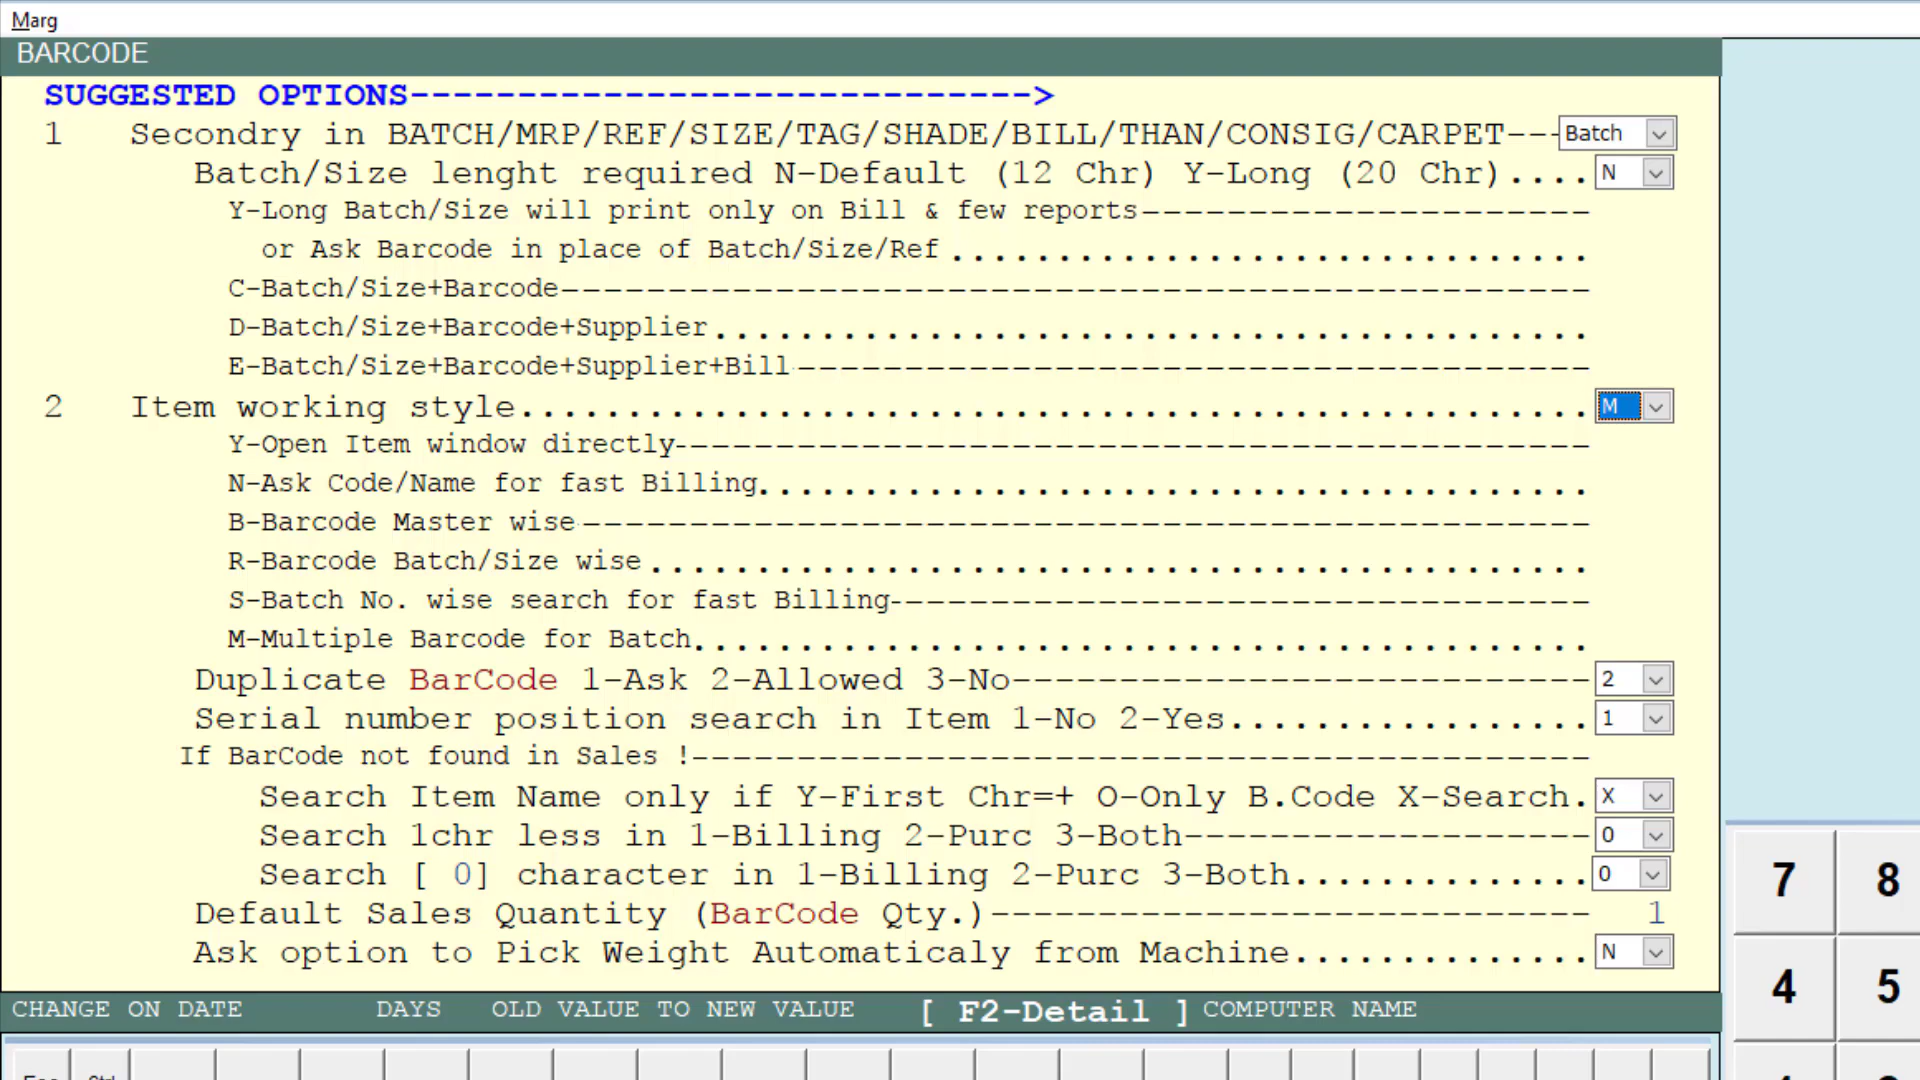 Marg
BARCODE
SUGGESTED OPTIONS----------------------------->
1 Secondry in BATCH/MRP/REF/SIZE/TAG/SHADE/BILL/THAN/CONSIG/CARPET--- Batch
Batch/Size lenght required N-Default (12 Chr) Y-Long (20 Chr).... N
Y-Long Batch/Size will print only on Bill & few reports---------------------
or Ask Barcode in place of Batch/Size/Ref ..............................
C-Batch/Size+Barcode------------------------------------------------
D-Batch/Size+Barcode+Supplier.........................................
E-Batch/Size+Barcode+Supplier+Bill------------------------------------
2 Item working style.................................................. M
Y-Open Item window directly-----------------------------------------
N-Ask Code/Name for fast Billing.......................................
B-Barcode Master wise-----------------------------------------------
R-Barcode Batch/Size wise ............................................
S-Batch No. wise search for fast Billing---------------------------------
M-Multiple Barcode for Batch..........................................
Duplicate BarCode 1-Ask 2-Allowed 3-No--------------------------- 2
Serial number position search in Item 1-No 2-Yes................. 1
If BarCode not found in Sales !------------------------------------------
Search Item Name only if Y-First Chr=+ O-Only B.Code X-Search. X
Search 1chr less in 1-Billing 2-Purc 3-Both------------------- 0
Search [ 0] character in 1-Billing 2-Purc 3-Both.............. 0
Default Sales Quantity (BarCode Qty.)---------------------------- 1
Ask option to Pick Weight Automaticaly from Machine.............. N
CHANGE ON DATE DAYS OLD VALUE TO NEW VALUE [ F2-Detail ] COMPUTER NAME
7 8
4 5